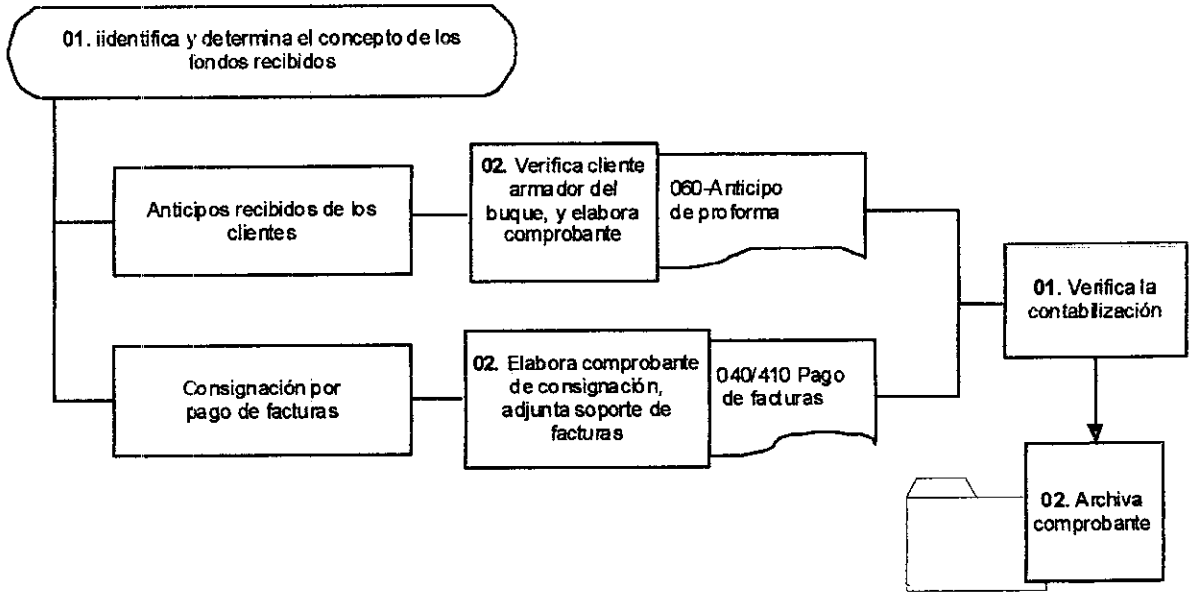 01. iidentifica y determina el concepto de los
fondos recibidos
Anticipos recibidos de los
clientes
02. Verifica cliente
armador del
buque, y elabora
comprobante
060-Anticipo
de proforma
Consignación por
pago de facturas
02. Elabora comprobante
de consignación,
adjunta soporte de
facturas
040/410 Pago
de facturas
01. Verifica la
contabilización
02. Archiva
comprobante